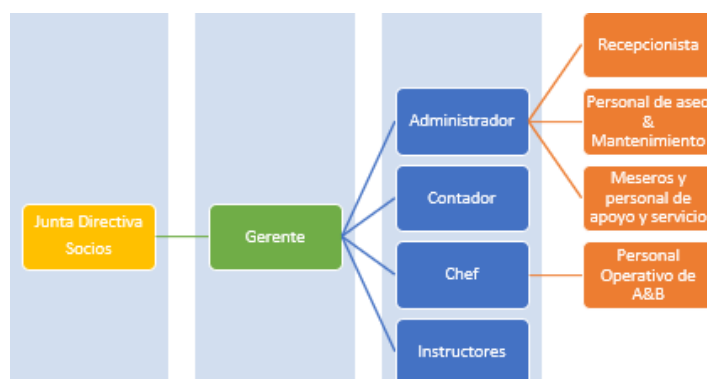 Junta Directiva
Socios
Gerente
Administrador
Contador
Chef
Instructores
Recepcionista
Personal de aseo
&
Mantenimiento
Meseros y
personal de
apoyo y servicio
Personal
Operativo de
A&B